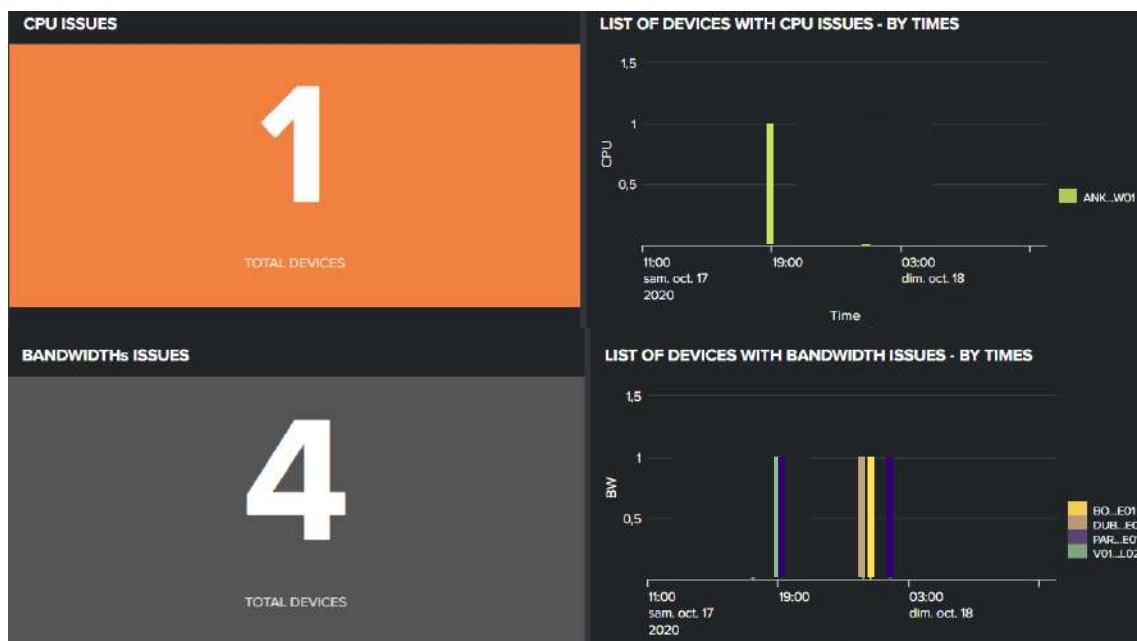 CPU ISSUES
1
TOTAL DEVICES
LIST OF DEVICES WITH CPU ISSUES - BY TIMES
1,5
1
0,5
CPU
ANK...W01
11:00
sam. oct. 17
2020
19:00
03:00
dim. oct. 18
Time
BANDWIDTHs ISSUES
4
TOTAL DEVICES
LIST OF DEVICES WITH BANDWIDTH ISSUES - BY TIMES
1,5
1
0,5
BW
BO...E01
DUB...E0
PAR...E01
V01...L02
11:00
sam. oct. 17
2020
19:00
03:00
dim. oct. 18